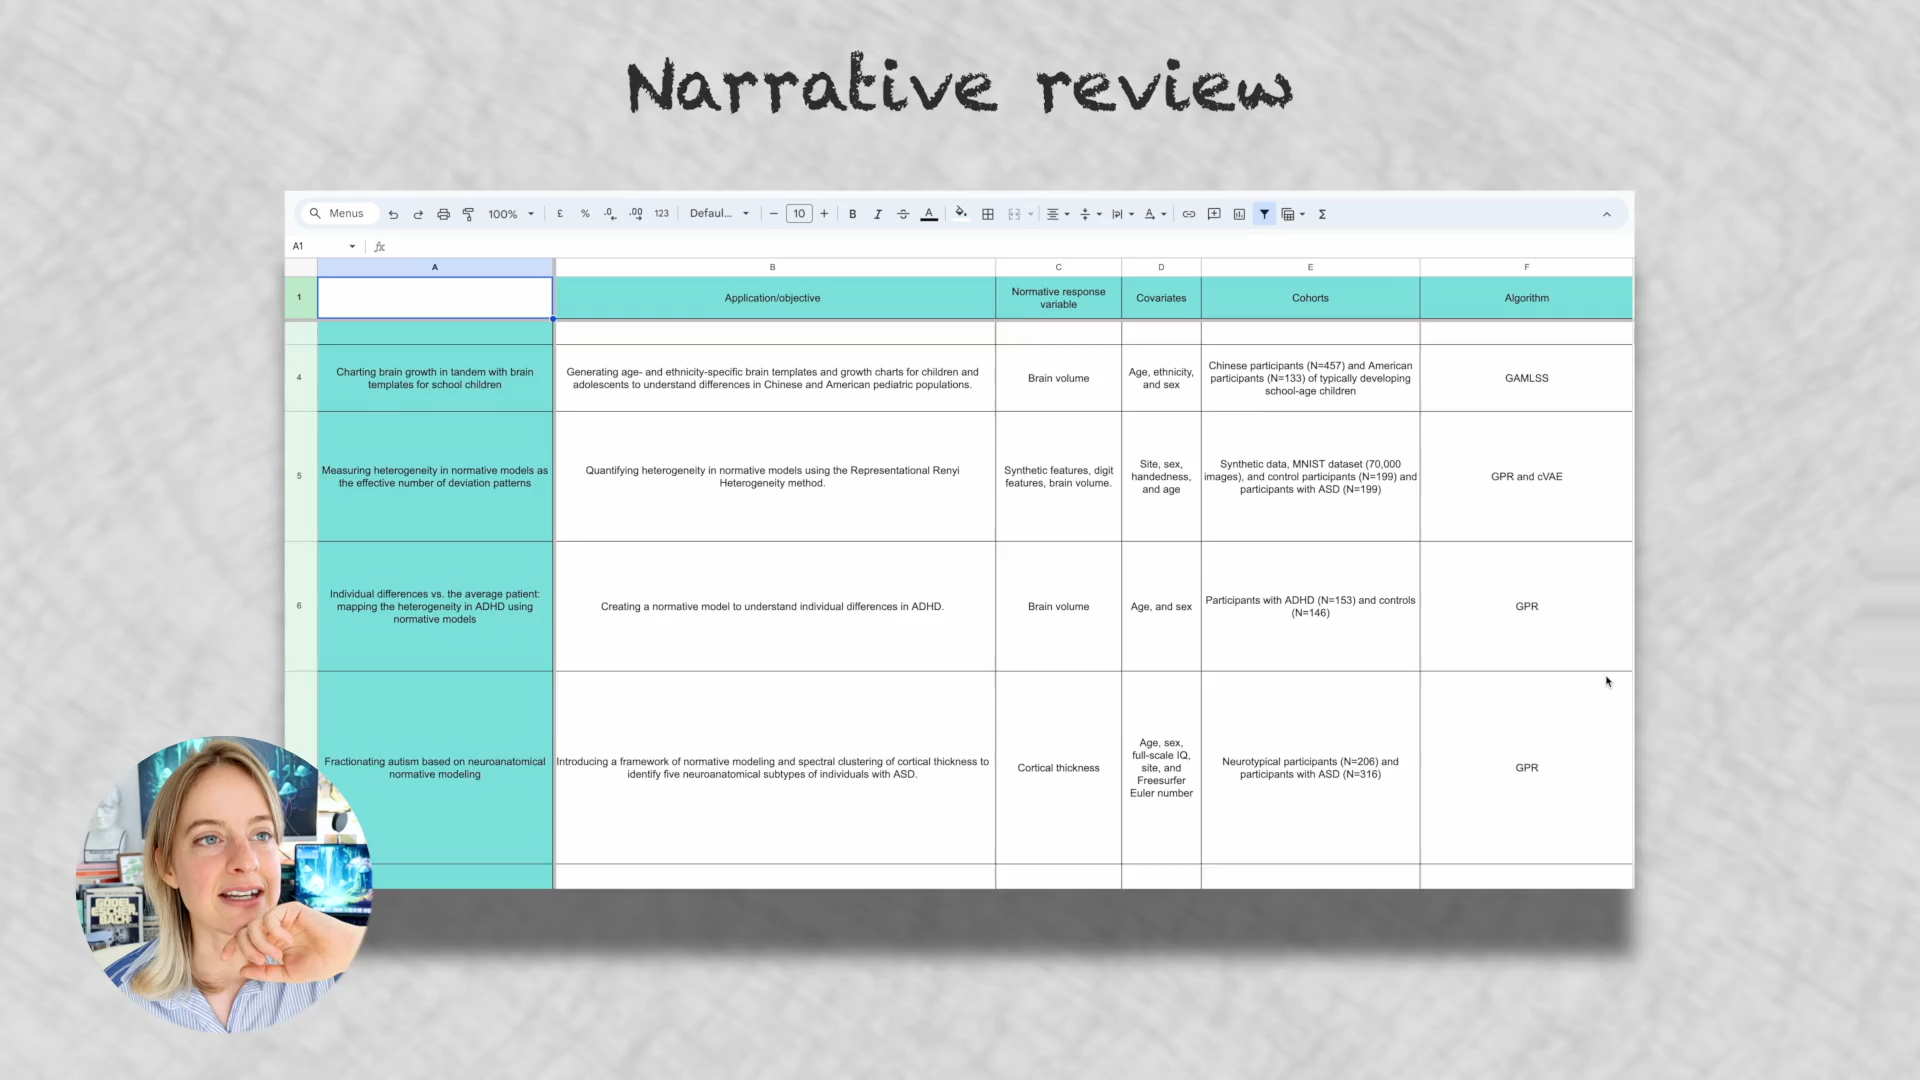 Narrative review
Menus
100%
£
%
.0
.00
123
Defaul...
−
10
+
B
I
A
Σ
A1
fx
A
B
C
D
E
F
1
Application/objective
Normative response
variable
Covariates
Cohorts
Algorithm
4
Charting brain growth in tandem with brain
templates for school children
Generating age- and ethnicity-specific brain templates and growth charts for children and
adolescents to understand differences in Chinese and American pediatric populations.
Brain volume
Age, ethnicity,
and sex
Chinese participants (N=457) and American
participants (N=133) of typically developing
school-age children
GAMLSS
5
Measuring heterogeneity in normative models as
the effective number of deviation patterns
Quantifying heterogeneity in normative models using the Representational Renyi
Heterogeneity method.
Synthetic features, digit
features, brain volume.
Site, sex,
handedness,
and age
Synthetic data, MNIST dataset (70,000
images), and control participants (N=199) and
participants with ASD (N=199)
GPR and cVAE
6
Individual differences vs. the average patient:
mapping the heterogeneity in ADHD using
normative models
Creating a normative model to understand individual differences in ADHD.
Brain volume
Age, and sex
Participants with ADHD (N=153) and controls
(N=146)
GPR
Fractionating autism based on neuroanatomical
normative modeling
Introducing a framework of normative modeling and spectral clustering of cortical thickness to
identify five neuroanatomical subtypes of individuals with ASD.
Cortical thickness
Age, sex,
full-scale IQ,
site, and
Freesurfer
Euler number
Neurotypical participants (N=206) and
participants with ASD (N=316)
GPR
GÖDEL
ESCHER,
BACH: